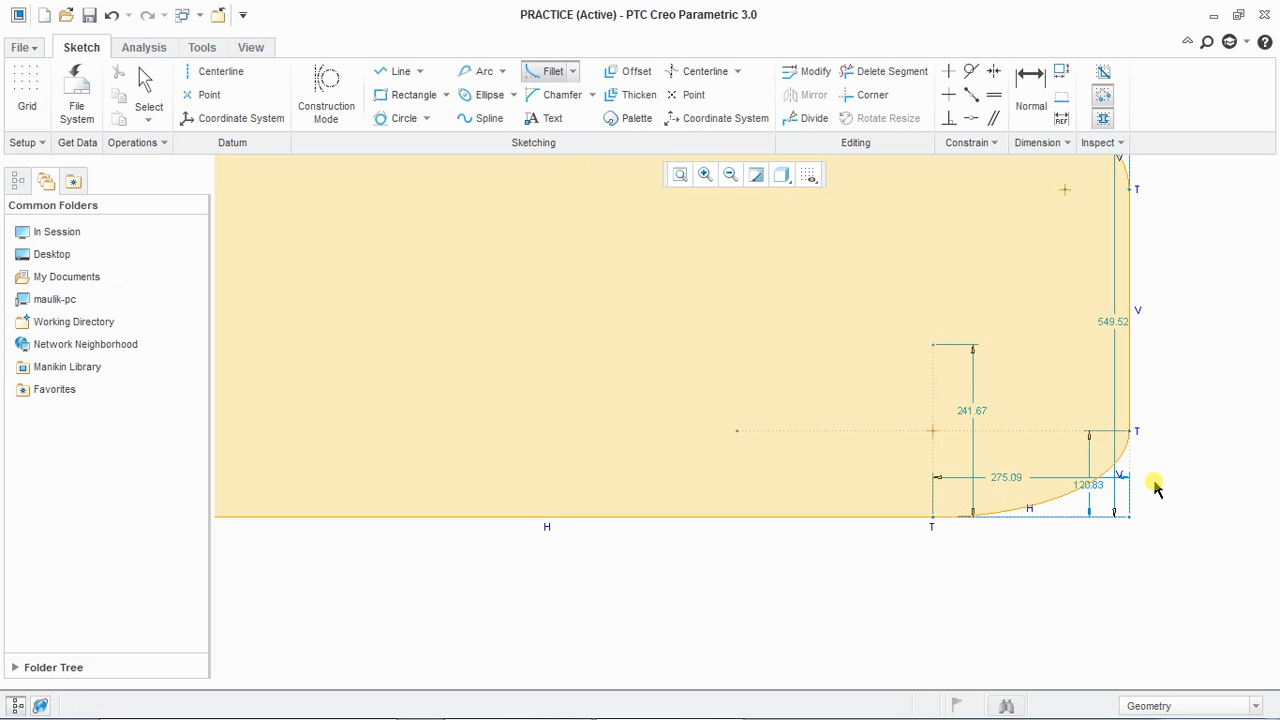 PRACTICE (Active) - PTC Creo Parametric 3.0
File Sketch Analysis Tools View
Grid
File System
Select
Centerline
Point
Coordinate System
Construction Mode
Line Arc Fillet Offset Centerline
Rectangle Ellipse Chamfer Thicken Point
Circle Spline Text Palette Coordinate System
Modify Delete Segment
Mirror Corner
Divide Rotate Resize
Normal
REF
Setup Get Data Operations Datum Sketching Editing Constrain Dimension Inspect
Common Folders
In Session
Desktop
My Documents
maulik-pc
Working Directory
Network Neighborhood
Manikin Library
Favorites
Folder Tree
V
T
V
549.52
241.67
T
275.09
V
120.83
H
H
T
Geometry